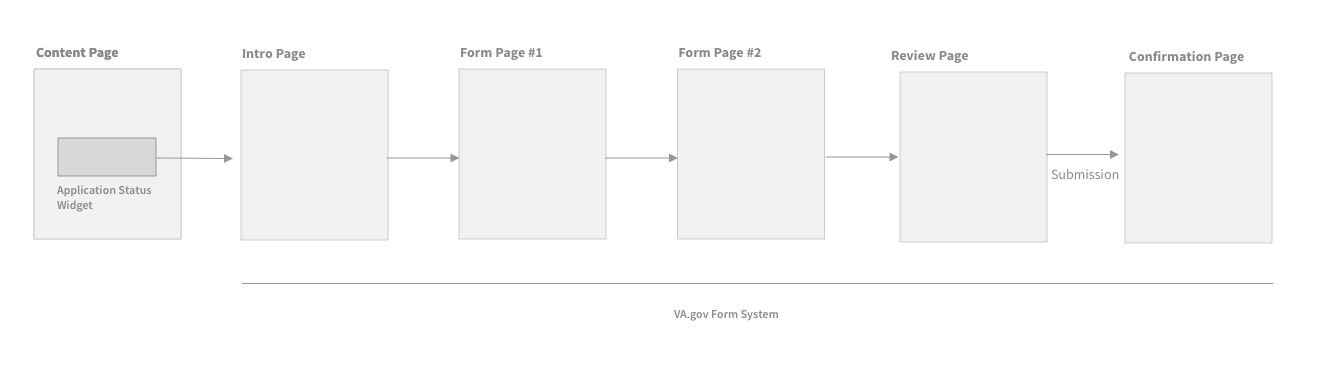 Content Page
Intro Page
Form Page #1
Form Page #2
Review Page
Confirmation Page
Application Status
Widget
Submission
VA.gov Form System